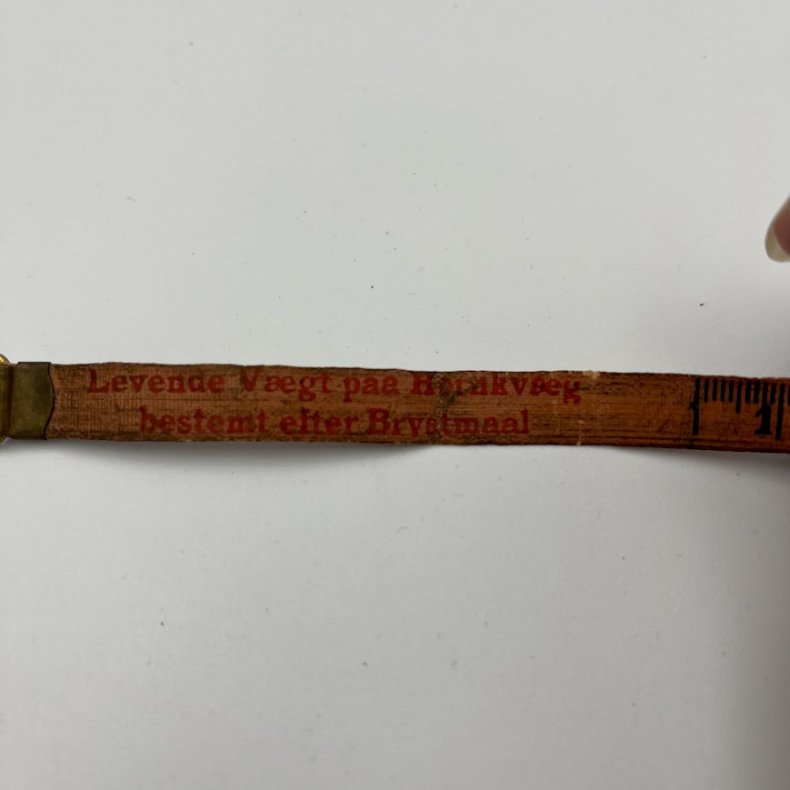 Levende Vægt paa Hornkvæg
bestemt efter Brystmaal
1